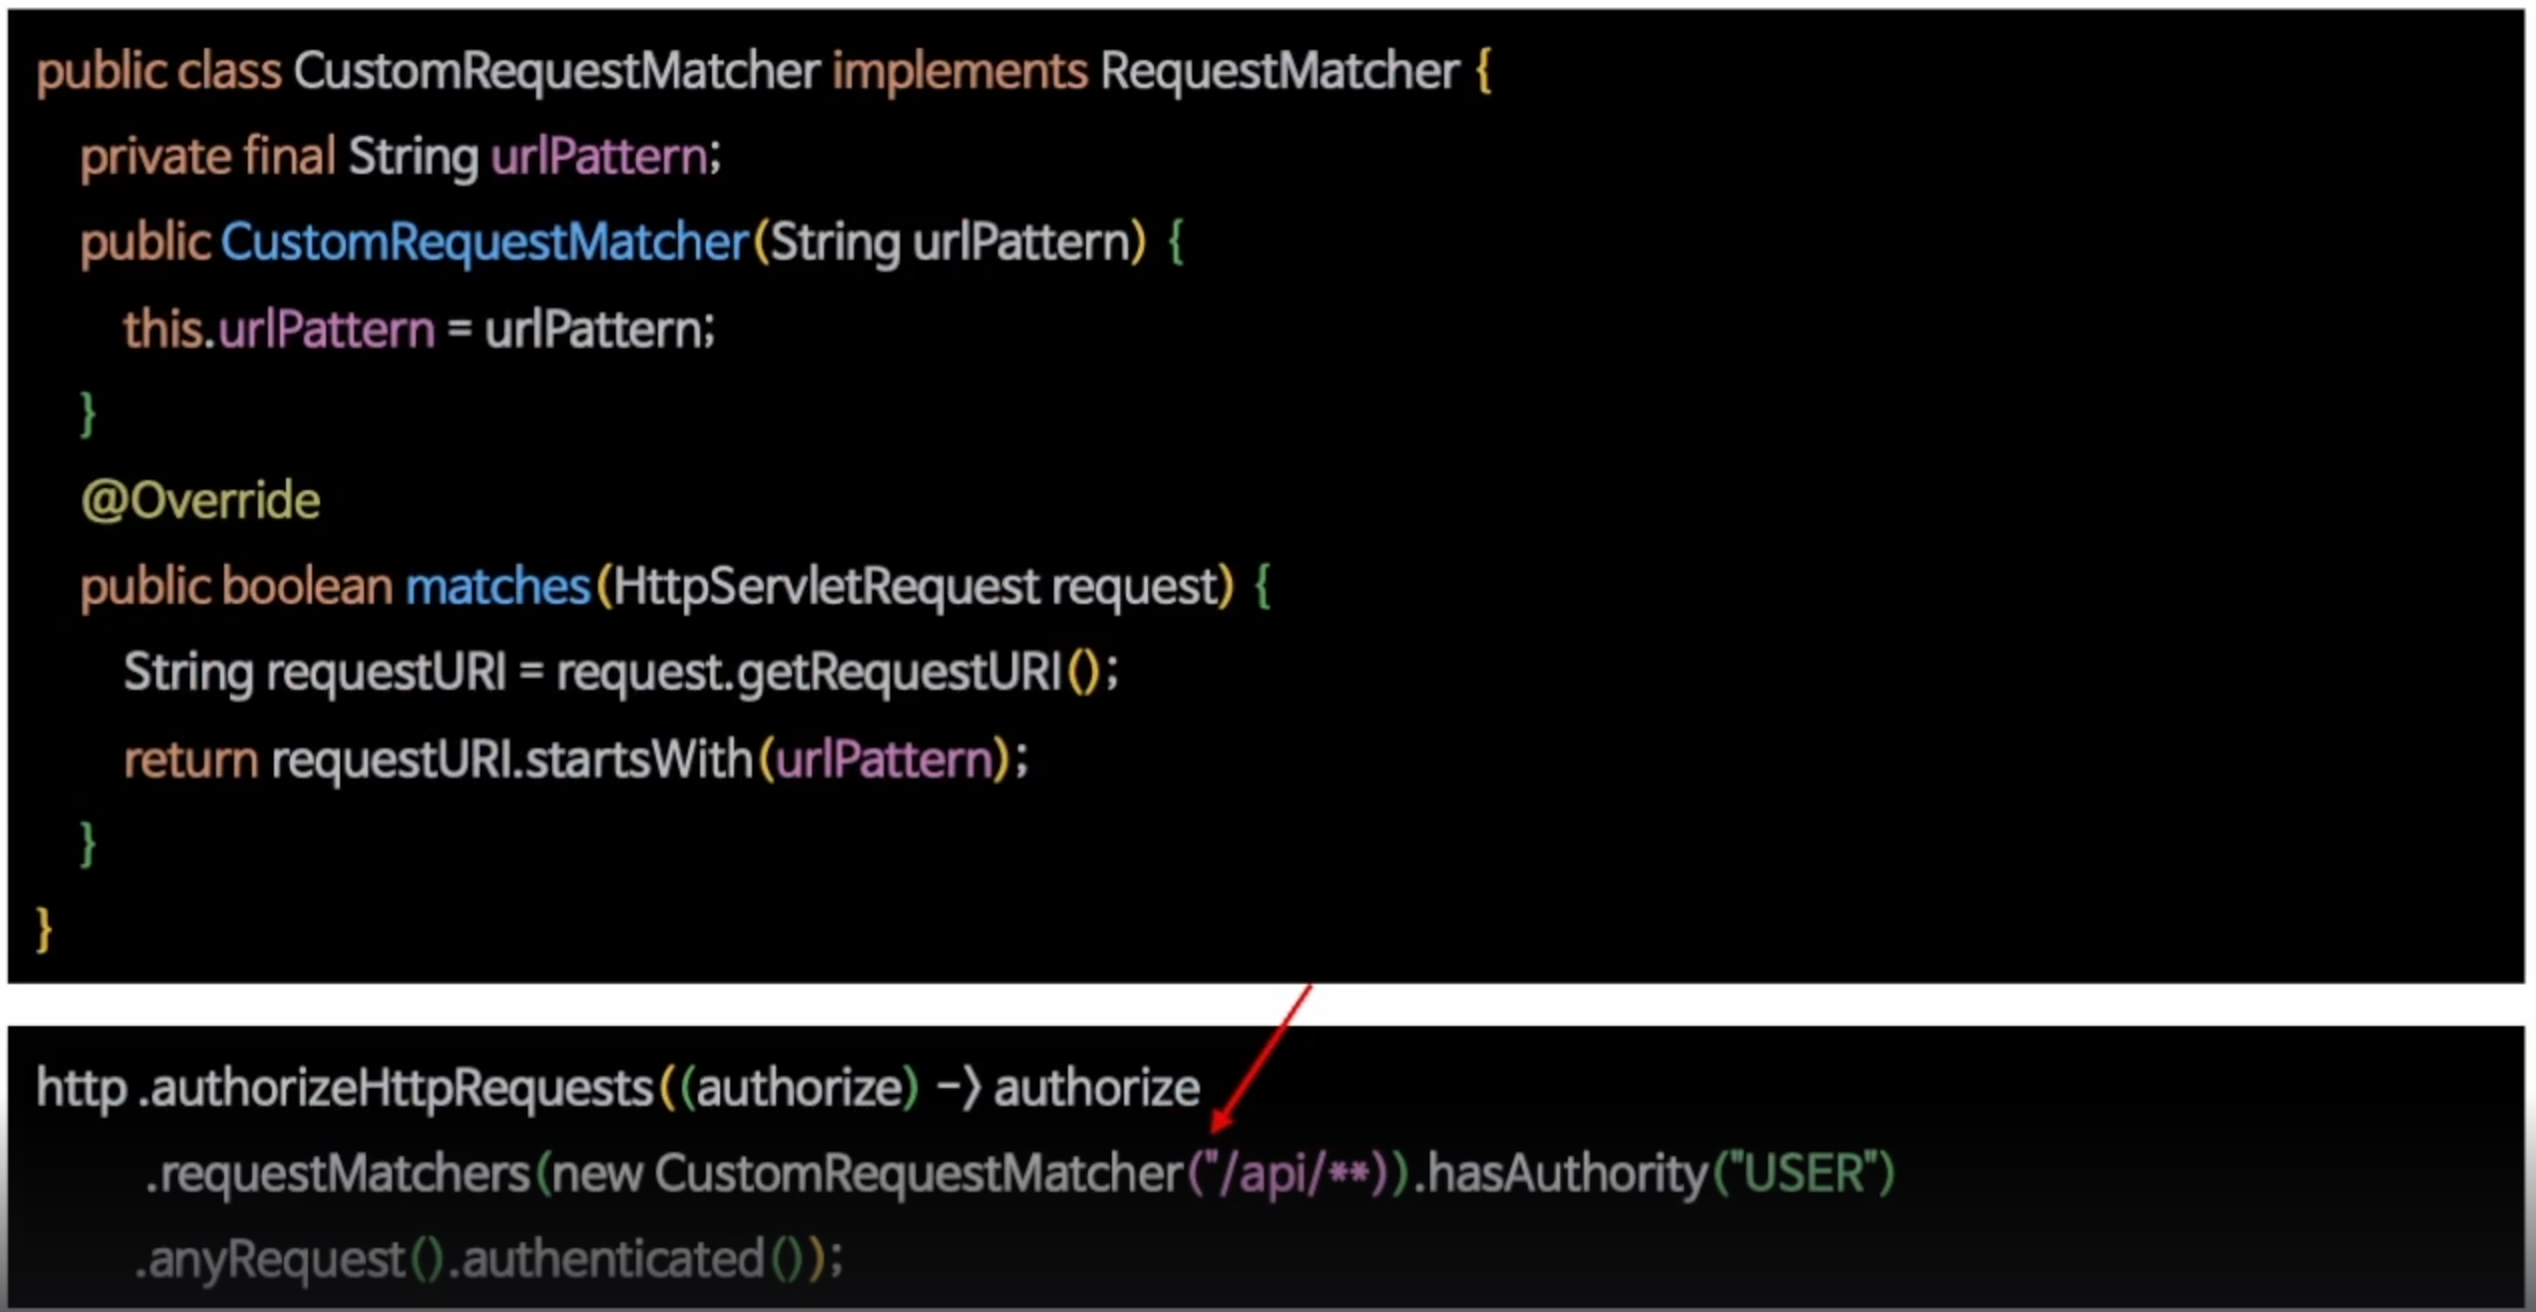 public class CustomRequestMatcher implements RequestMatcher {
private final String urlPattern;
public CustomRequestMatcher(String urlPattern) {
this.urlPattern = urlPattern;
}
@Override
public boolean matches(HttpServletRequest request) {
String requestURI = request.getRequestURI();
return requestURI.startsWith(urlPattern);
}
}
http .authorizeHttpRequests((authorize) -> authorize
.requestMatchers(new CustomRequestMatcher("/api/**)).hasAuthority("USER")
.anyRequest().authenticated());